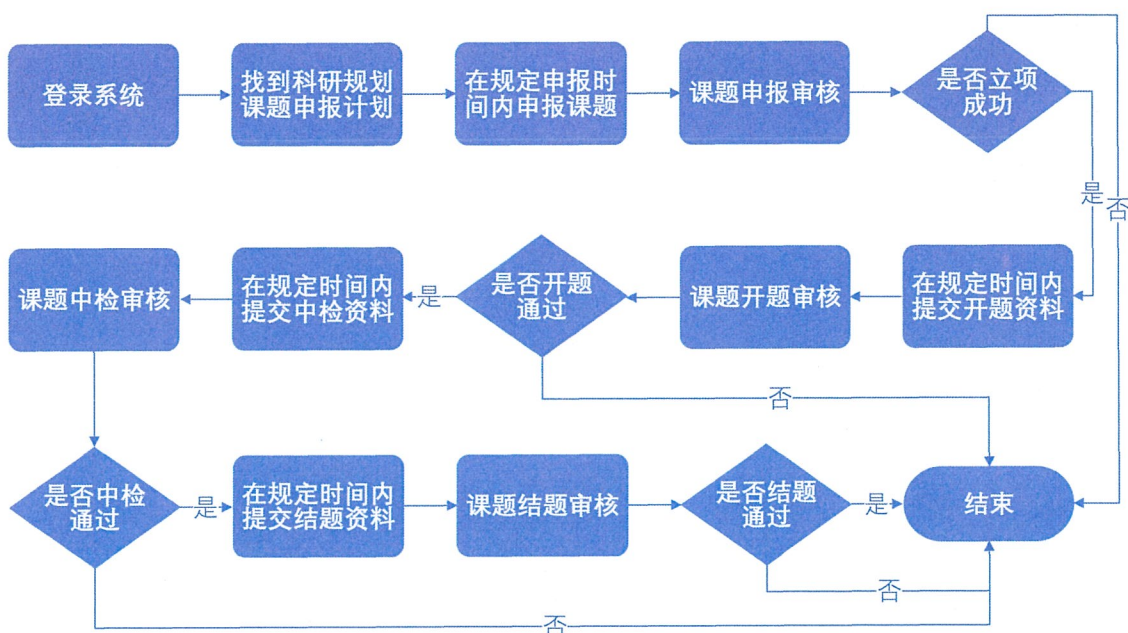 登录系统
找到科研规划
课题申报计划
在规定申报时
间内申报课题
课题申报审核
是否立项
成功
是
否
课题中检审核
在规定时间内
提交中检资料
是
是否开题
通过
课题开题审核
在规定时间内
提交开题资料
否
是否中检
通过
是
在规定时间内
提交结题资料
课题结题审核
是否结题
通过
是
结束
否
否